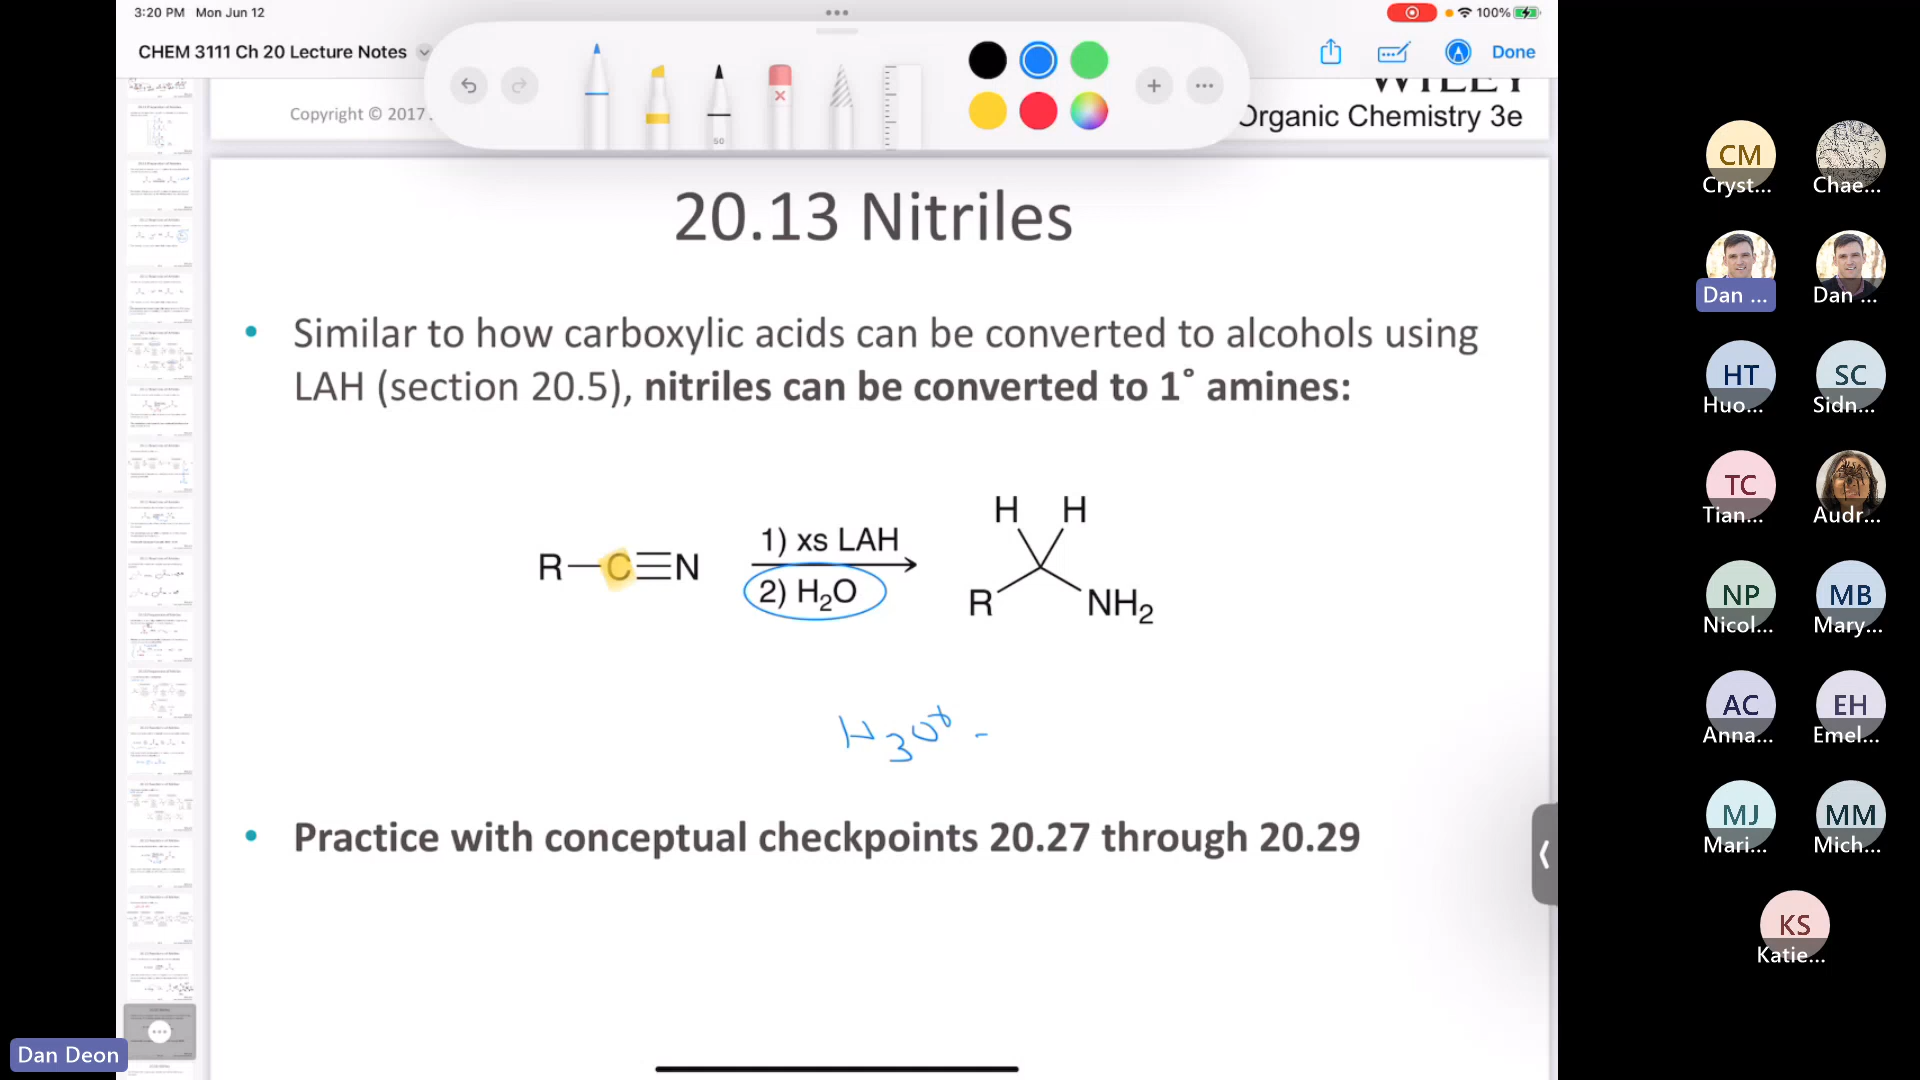 3:20 PM Mon Jun 12
100%
CHEM 3111 Ch 20 Lecture Notes
Done
50
Copyright © 2017
WILEY
Organic Chemistry 3e
20.13 Nitriles
• Similar to how carboxylic acids can be converted to alcohols using
LAH (section 20.5), nitriles can be converted to 1° amines:
R—C≡N
1) xs LAH
2) H₂O
H H
R NH₂
H₃O⁺ -
• Practice with conceptual checkpoints 20.27 through 20.29
CM
Cryst... Chae...
Dan ... Dan ...
HT SC
Huo... Sidn...
TC
Tian... Audr...
NP MB
Nicol... Mary...
AC EH
Anna... Emel...
MJ MM
Mari... Mich...
KS
Katie...
Dan Deon